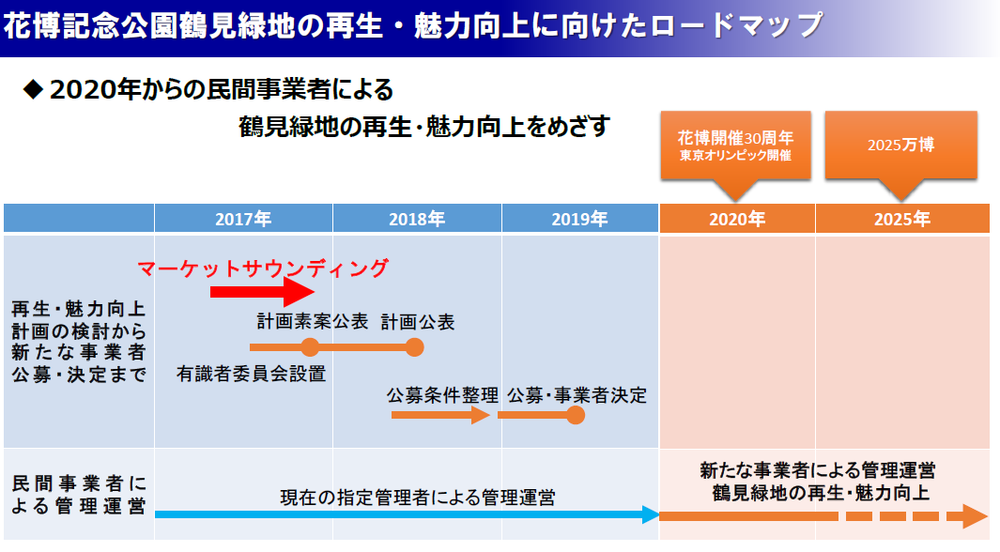 花博記念公園鶴見緑地の再生・魅力向上に向けたロードマップ
◆ 2020年からの民間事業者による
鶴見緑地の再生・魅力向上をめざす
花博開催30周年
東京オリンピック開催
2025万博
2017年
2018年
2019年
2020年
2025年
再生・魅力向上
計画の検討から
新たな事業者
公募・決定まで
マーケットサウンディング
計画素案公表
計画公表
有識者委員会設置
公募条件整理
公募・事業者決定
民間事業者に
よる管理運営
現在の指定管理者による管理運営
新たな事業者による管理運営
鶴見緑地の再生・魅力向上